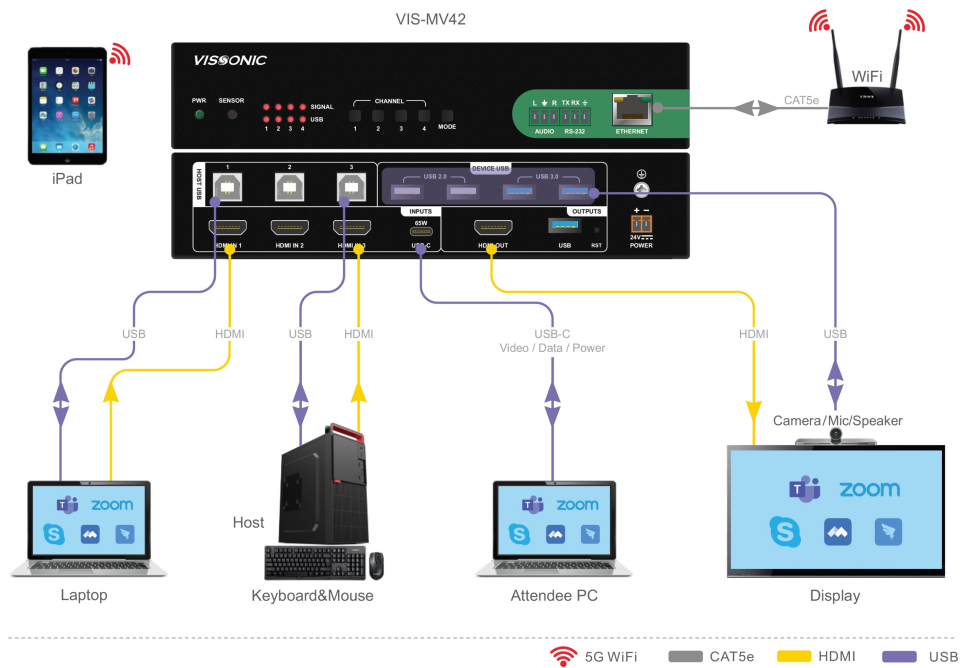 VIS-MV42
VISSONIC
PWR SENSOR
SIGNAL
USB
1 2 3 4
CHANNEL
1 2 3 4 MODE
L R TX RX
AUDIO RS-232
ETHERNET
CAT5e
WiFi
iPad
HOST USB
1 2 3
DEVICE USB
USB 2.0 USB 3.0
INPUTS
OUTPUTS
65W
HDMI IN 1 HDMI IN 2 HDMI IN 3 USB-C HDMI OUT USB RST
+ −
24V
POWER
USB HDMI USB HDMI USB-C HDMI USB
Video / Data / Power
Camera/Mic/Speaker
T zoom
S
Host
T zoom
S
T zoom
S
Laptop Keyboard&Mouse Attendee PC Display
5G WiFi CAT5e HDMI USB